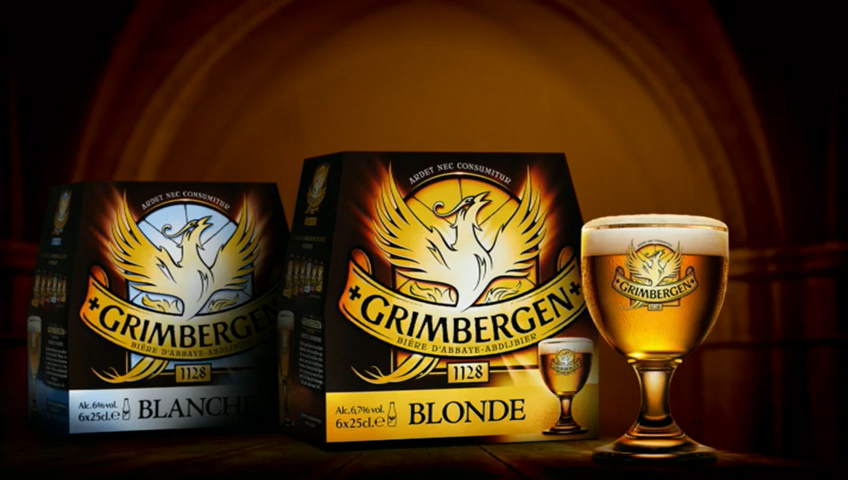 ARDET NEC CONSUMITUR
GRIMBERGEN
BIÈRE D'ABBAYE-ABDIJBIER
1128
Alc. 6% vol.
6x25cl. e
BLANCHE
ARDET NEC CONSUMITUR
GRIMBERGEN
BIÈRE D'ABBAYE-ABDIJBIER
1128
Alc. 6,7% vol.
6x25cl. e
BLONDE
GRIMBERGEN